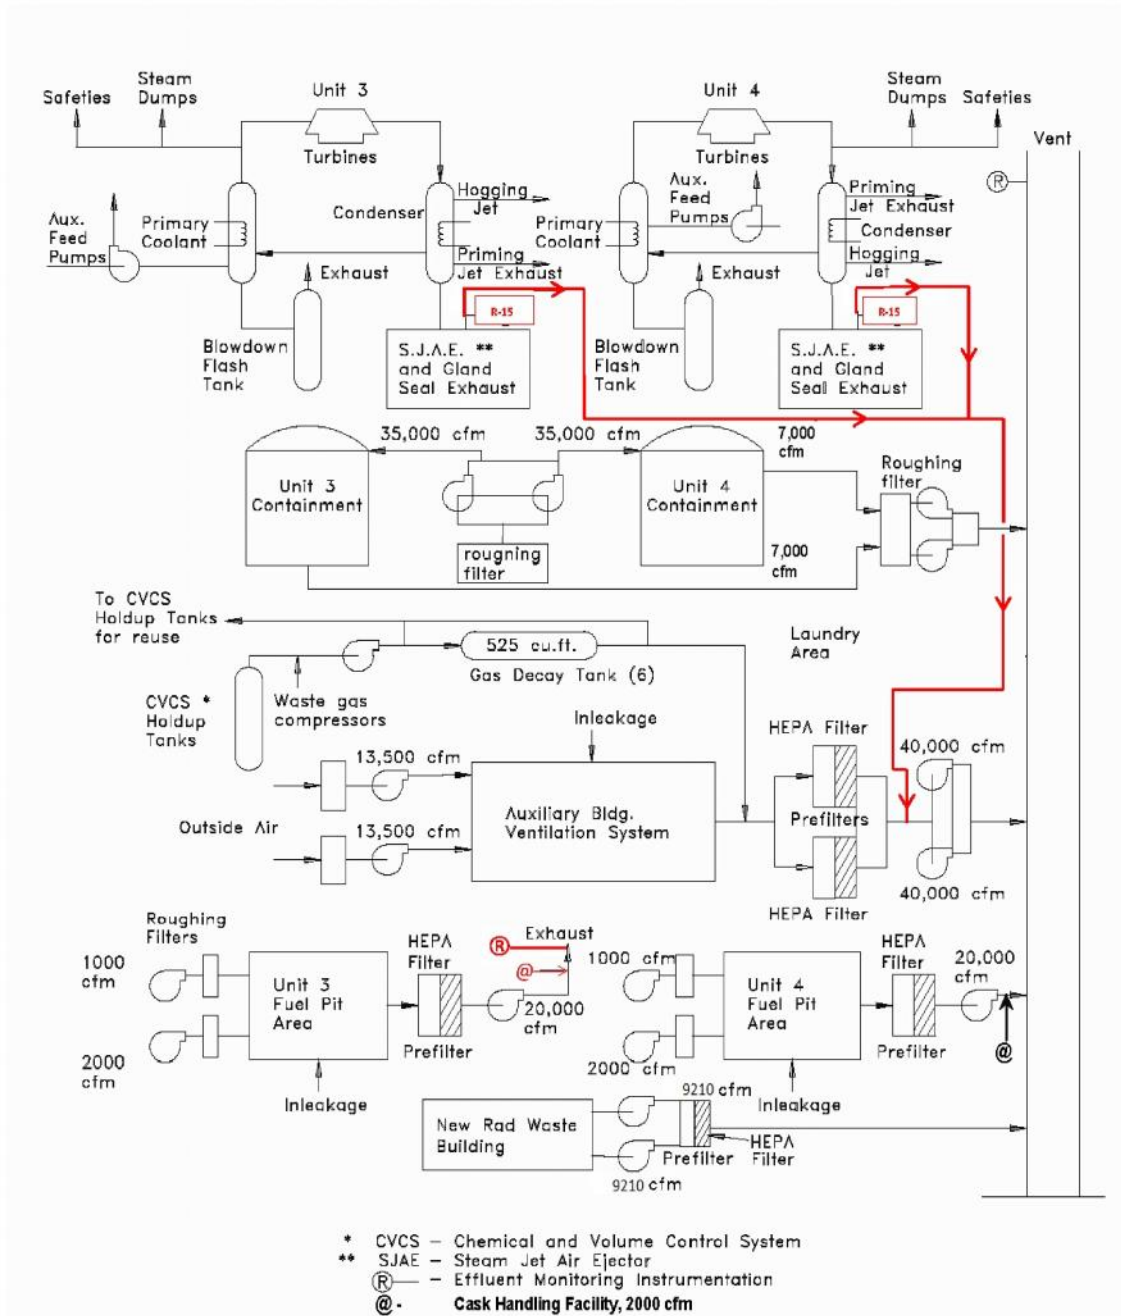 Unit 3
Unit 4
Steam
Dumps
Safeties
Steam
Dumps
Safeties
Turbines
Turbines
Vent
R
Aux.
Feed
Pumps
Primary
Coolant
Condenser
Hogging
Jet
Priming
Jet Exhaust
Exhaust
Blowdown
Flash
Tank
R-15
S.J.A.E. **
and Gland
Seal Exhaust
Aux.
Feed
Pumps
Primary
Coolant
Priming
Jet Exhaust
Condenser
Hogging
Jet
Exhaust
Blowdown
Flash
Tank
R-15
S.J.A.E. **
and Gland
Seal Exhaust
35,000 cfm
35,000 cfm
7,000
cfm
Unit 3
Containment
Unit 4
Containment
Roughing
filter
rougning
filter
7,000
cfm
To CVCS
Holdup Tanks
for reuse
525 cu.ft.
Gas Decay Tank (6)
Laundry
Area
CVCS *
Holdup
Tanks
Waste gas
compressors
Inleakage
HEPA Filter
40,000 cfm
13,500 cfm
Outside Air
13,500 cfm
Auxiliary Bldg.
Ventilation System
Prefilters
HEPA Filter
40,000 cfm
Roughing
Filters
1000
cfm
2000
cfm
Unit 3
Fuel Pit
Area
HEPA
Filter
Prefilter
Exhaust
R
@
20,000
cfm
Inleakage
1000 cfm
2000 cfm
Unit 4
Fuel Pit
Area
HEPA
Filter
Prefilter
20,000
cfm
@
Inleakage
New Rad Waste
Building
9210 cfm
9210 cfm
Prefilter
HEPA
Filter
* CVCS – Chemical and Volume Control System
** SJAE – Steam Jet Air Ejector
R – Effluent Monitoring Instrumentation
@ - Cask Handling Facility, 2000 cfm